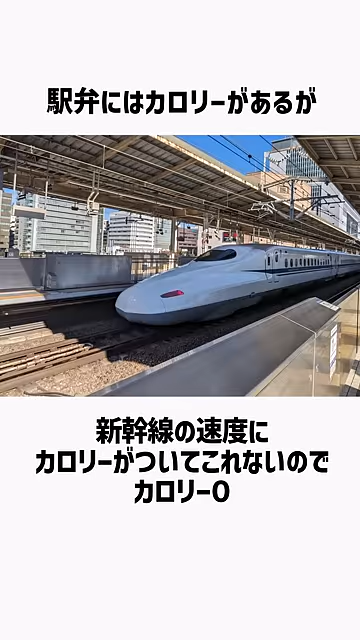 駅弁にはカロリーがあるが
新幹線の速度に
カロリーがついてこれないので
カロリー0